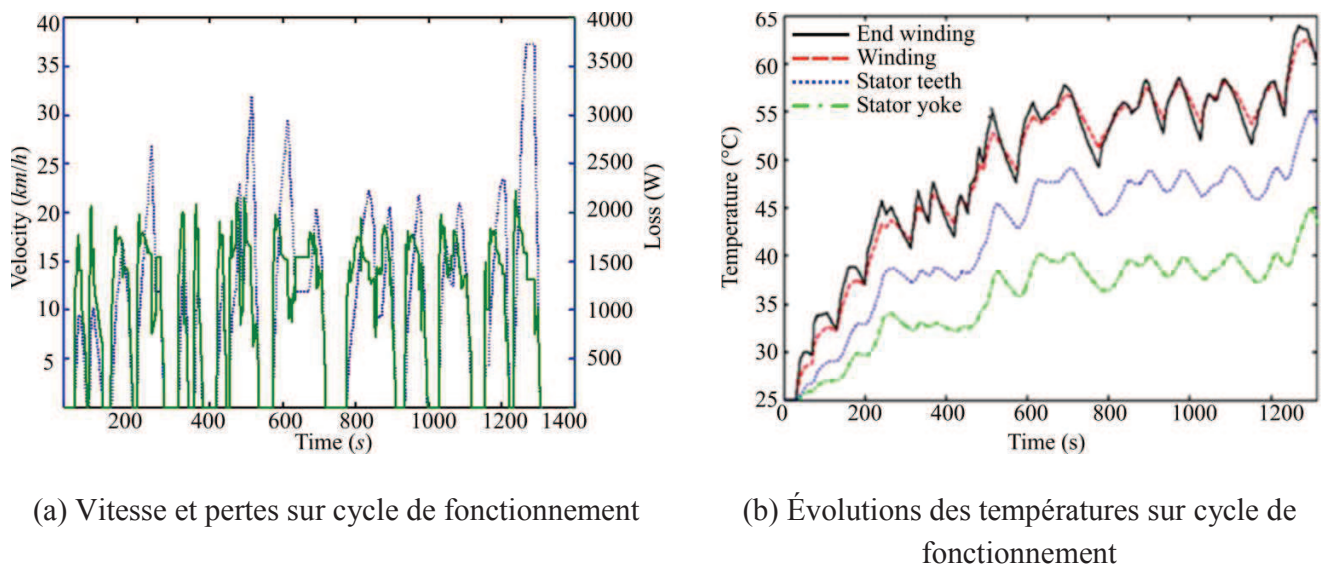 40
35
30
25
20
15
10
5
Velocity (km/h)
4000
3500
3000
2500
2000
1500
1000
500
Loss (W)
200 400 600 800 1000 1200 1400
Time (s)
65
60
55
50
45
40
35
30
25
Temperature (°C)
End winding
Winding
Stator teeth
Stator yoke
0 200 400 600 800 1000 1200
Time (s)
(a) Vitesse et pertes sur cycle de fonctionnement
(b) Évolutions des températures sur cycle de
fonctionnement